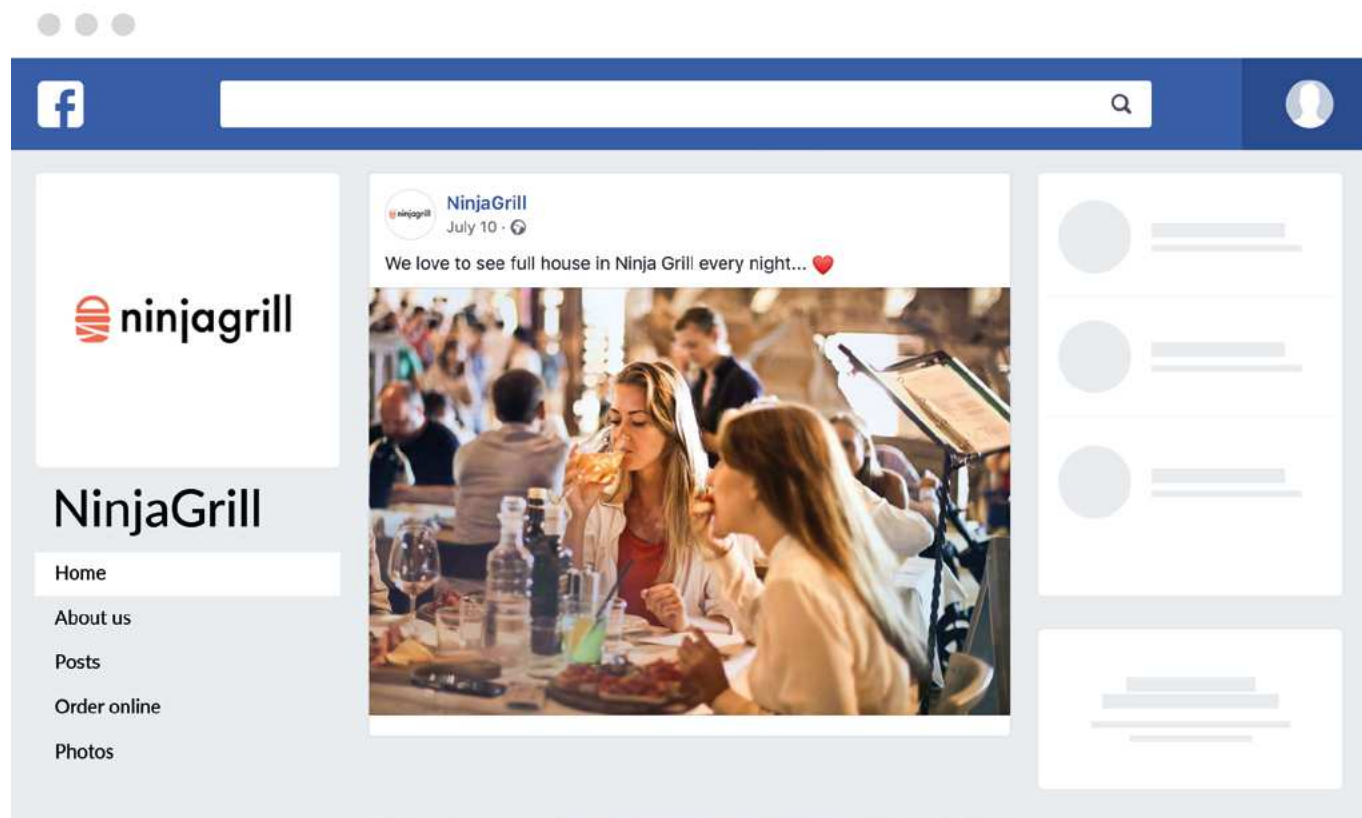 ninjagrill
NinjaGrill
Home
About us
Posts
Order online
Photos
ninjagrill
NinjaGrill
July 10 ·
We love to see full house in Ninja Grill every night... ❤️